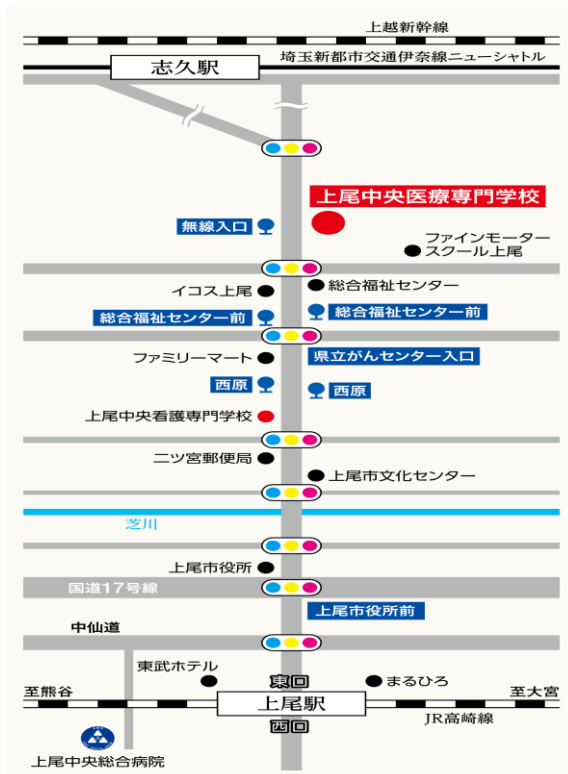 上越新幹線
埼玉新都市交通伊奈線ニューシャトル
志久駅
上尾中央医療専門学校
無線入口
ファインモーター
スクール上尾
総合福祉センター
イコス上尾
総合福祉センター前
総合福祉センター前
ファミリーマート
県立がんセンター入口
西原
西原
上尾中央看護専門学校
二ツ宮郵便局
上尾市文化センター
芝川
上尾市役所
国道17号線
上尾市役所前
中仙道
東武ホテル
東口
まるひろ
至熊谷
上尾駅
至大宮
JR高崎線
西口
上尾中央総合病院